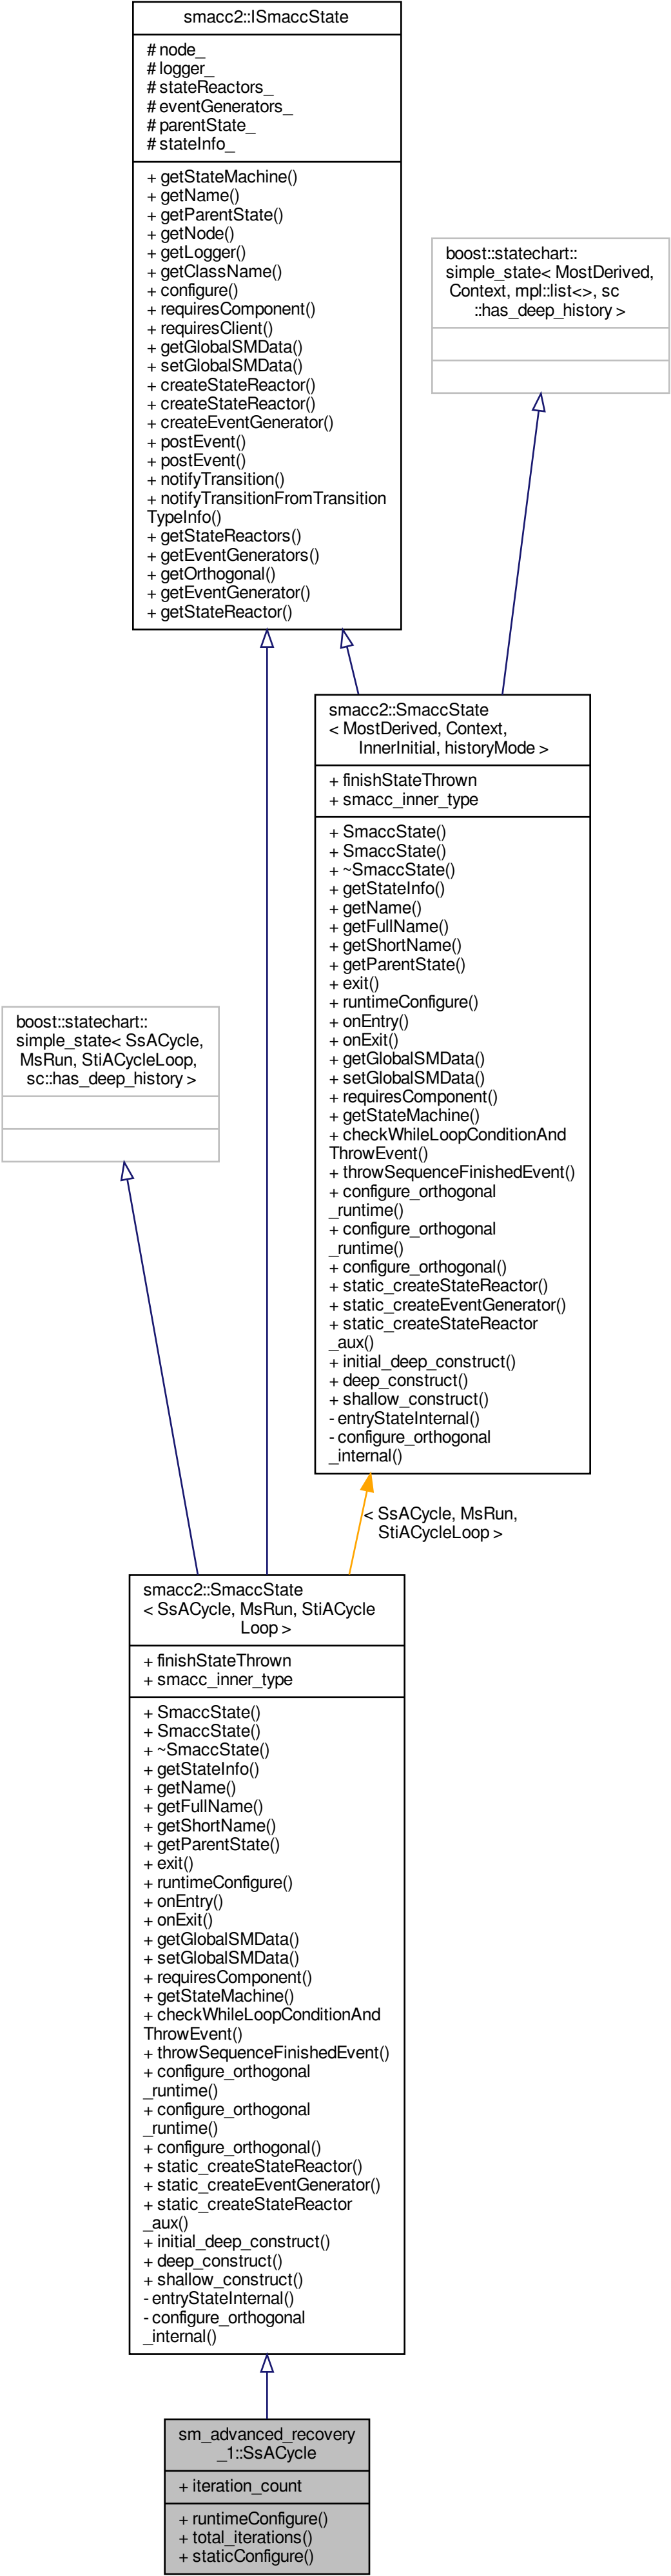 smacc2::ISmaccState
# node_
# logger_
# stateReactors_
# eventGenerators_
# parentState_
# stateInfo_
+ getStateMachine()
+ getName()
+ getParentState()
+ getNode()
+ getLogger()
+ getClassName()
+ configure()
+ requiresComponent()
+ requiresClient()
+ getGlobalSMData()
+ setGlobalSMData()
+ createStateReactor()
+ createStateReactor()
+ createEventGenerator()
+ postEvent()
+ postEvent()
+ notifyTransition()
+ notifyTransitionFromTransition
TypeInfo()
+ getStateReactors()
+ getEventGenerators()
+ getOrthogonal()
+ getEventGenerator()
+ getStateReactor()
boost::statechart::
simple_state< MostDerived,
Context, mpl::list<>, sc
::has_deep_history >
smacc2::SmaccState
< MostDerived, Context,
InnerInitial, historyMode >
+ finishStateThrown
+ smacc_inner_type
+ SmaccState()
+ SmaccState()
+ ~SmaccState()
+ getStateInfo()
+ getName()
+ getFullName()
+ getShortName()
+ getParentState()
+ exit()
+ runtimeConfigure()
+ onEntry()
+ onExit()
+ getGlobalSMData()
+ setGlobalSMData()
+ requiresComponent()
+ getStateMachine()
+ checkWhileLoopConditionAnd
ThrowEvent()
+ throwSequenceFinishedEvent()
+ configure_orthogonal
_runtime()
+ configure_orthogonal
_runtime()
+ configure_orthogonal()
+ static_createStateReactor()
+ static_createEventGenerator()
+ static_createStateReactor
_aux()
+ initial_deep_construct()
+ deep_construct()
+ shallow_construct()
- entryStateInternal()
- configure_orthogonal
_internal()
boost::statechart::
simple_state< SsACycle,
MsRun, StiACycleLoop,
sc::has_deep_history >
< SsACycle, MsRun,
StiACycleLoop >
smacc2::SmaccState
< SsACycle, MsRun, StiACycle
Loop >
+ finishStateThrown
+ smacc_inner_type
+ SmaccState()
+ SmaccState()
+ ~SmaccState()
+ getStateInfo()
+ getName()
+ getFullName()
+ getShortName()
+ getParentState()
+ exit()
+ runtimeConfigure()
+ onEntry()
+ onExit()
+ getGlobalSMData()
+ setGlobalSMData()
+ requiresComponent()
+ getStateMachine()
+ checkWhileLoopConditionAnd
ThrowEvent()
+ throwSequenceFinishedEvent()
+ configure_orthogonal
_runtime()
+ configure_orthogonal
_runtime()
+ configure_orthogonal()
+ static_createStateReactor()
+ static_createEventGenerator()
+ static_createStateReactor
_aux()
+ initial_deep_construct()
+ deep_construct()
+ shallow_construct()
- entryStateInternal()
- configure_orthogonal
_internal()
sm_advanced_recovery
_1::SsACycle
+ iteration_count
+ runtimeConfigure()
+ total_iterations()
+ staticConfigure()